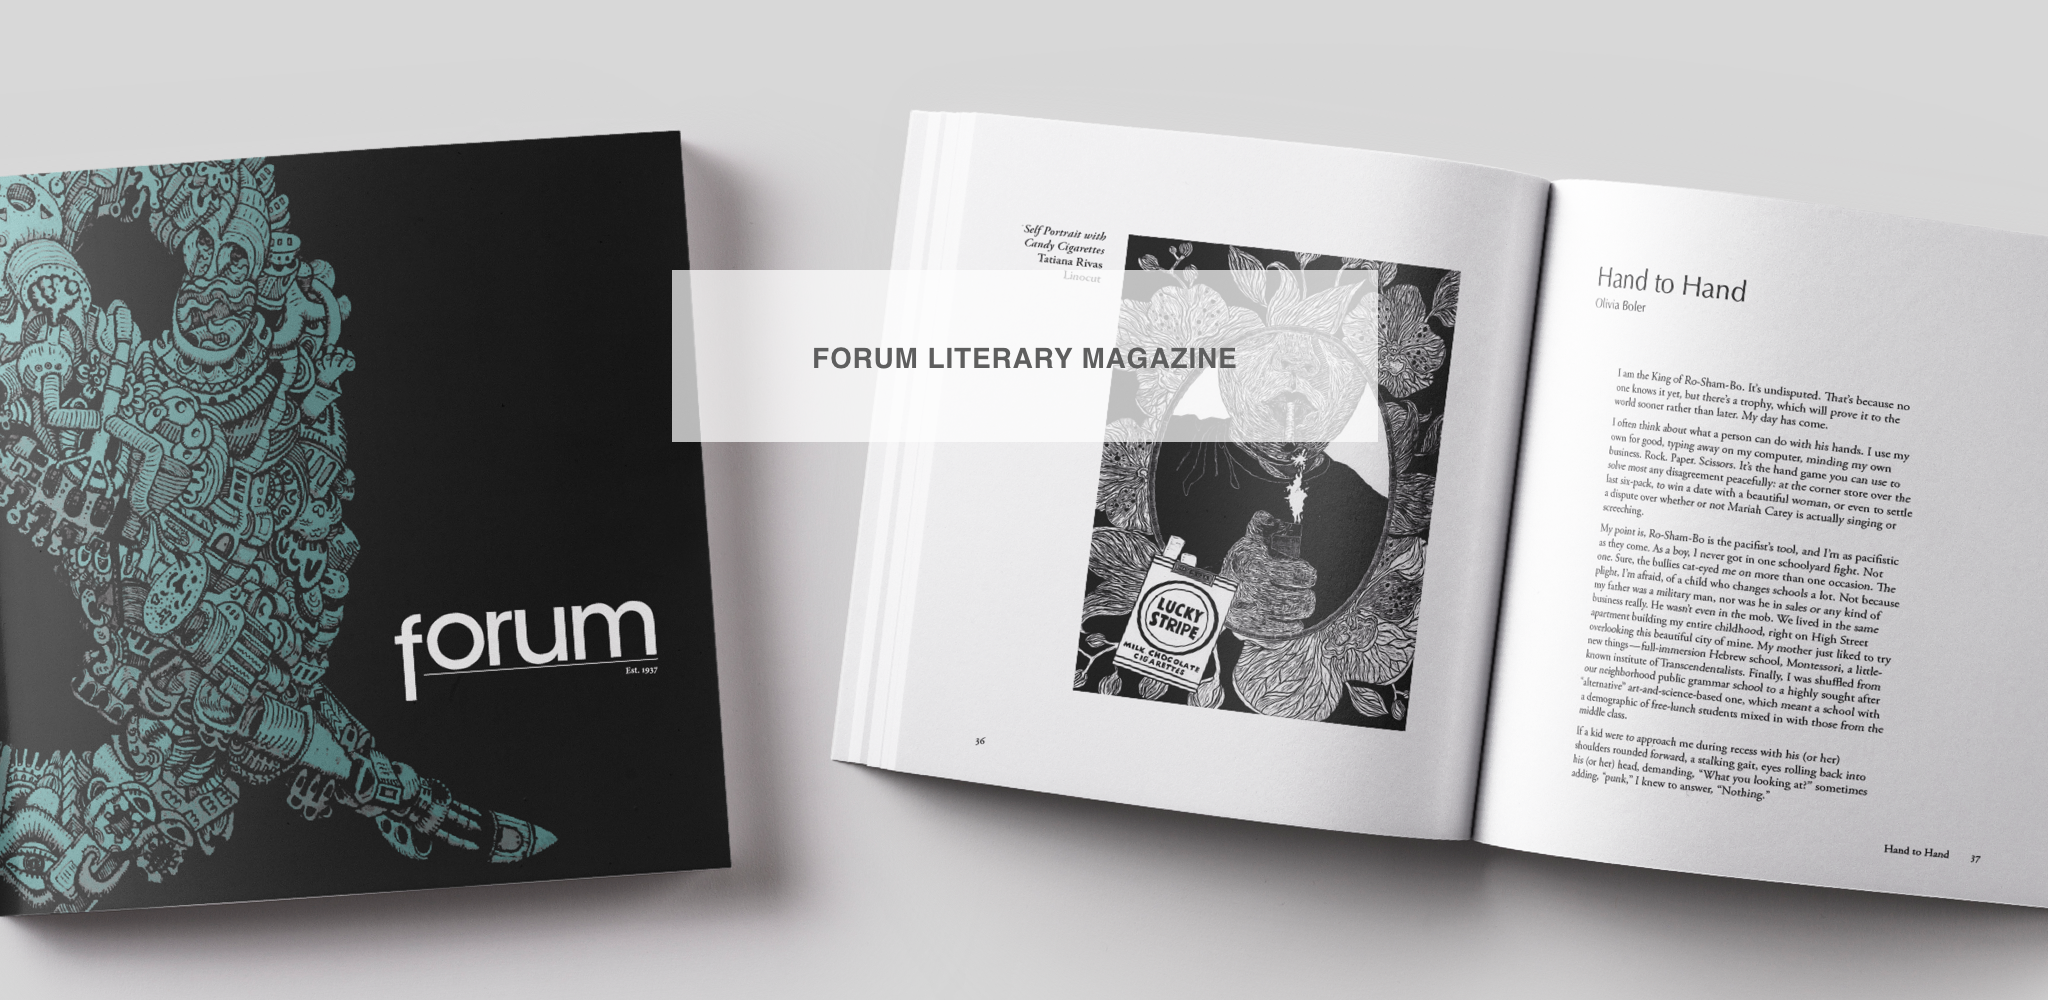 forum
Est. 1937
FORUM LITERARY MAGAZINE
Self Portrait with
Candy Cigarettes
Tatiana Rivas
Linocut
LUCKY
STRIPE
MILK CHOCOLATE
CIGARETTES
36
Hand to Hand
Olivia Boler
I am the King of Ro-Sham-Bo. It's undisputed. That's because no
one knows it yet, but there's a trophy, which will prove it to the
world sooner rather than later. My day has come.
I often think about what a person can do with his hands. I use my
own for good, typing away on my computer, minding my own
business. Rock. Paper. Scissors. It's the hand game you can use to
solve most any disagreement peacefully: at the corner store over the
last six-pack, to win a date with a beautiful woman, or even to settle
a dispute over whether or not Mariah Carey is actually singing or
screeching.
My point is, Ro-Sham-Bo is the pacifist's tool, and I'm as pacifistic
as they come. As a boy, I never got in one schoolyard fight. Not
one. Sure, the bullies cat-eyed me on more than one occasion. The
plight, I'm afraid, of a child who changes schools a lot. Not because
my father was a military man, nor was he in sales or any kind of
business really. He wasn't even in the mob. We lived in the same
apartment building my entire childhood, right on High Street
overlooking this beautiful city of mine. My mother just liked to try
new things—full-immersion Hebrew school, Montessori, a little-
known institute of Transcendentalists. Finally, I was shuffled from
our neighborhood public grammar school to a highly sought after
"alternative" art-and-science-based one, which meant a school with
a demographic of free-lunch students mixed in with those from the
middle class.
If a kid were to approach me during recess with his (or her)
shoulders rounded forward, a stalking gait, eyes rolling back into
his (or her) head, demanding, "What you looking at?" sometimes
adding, "punk," I knew to answer, "Nothing."
Hand to Hand 37